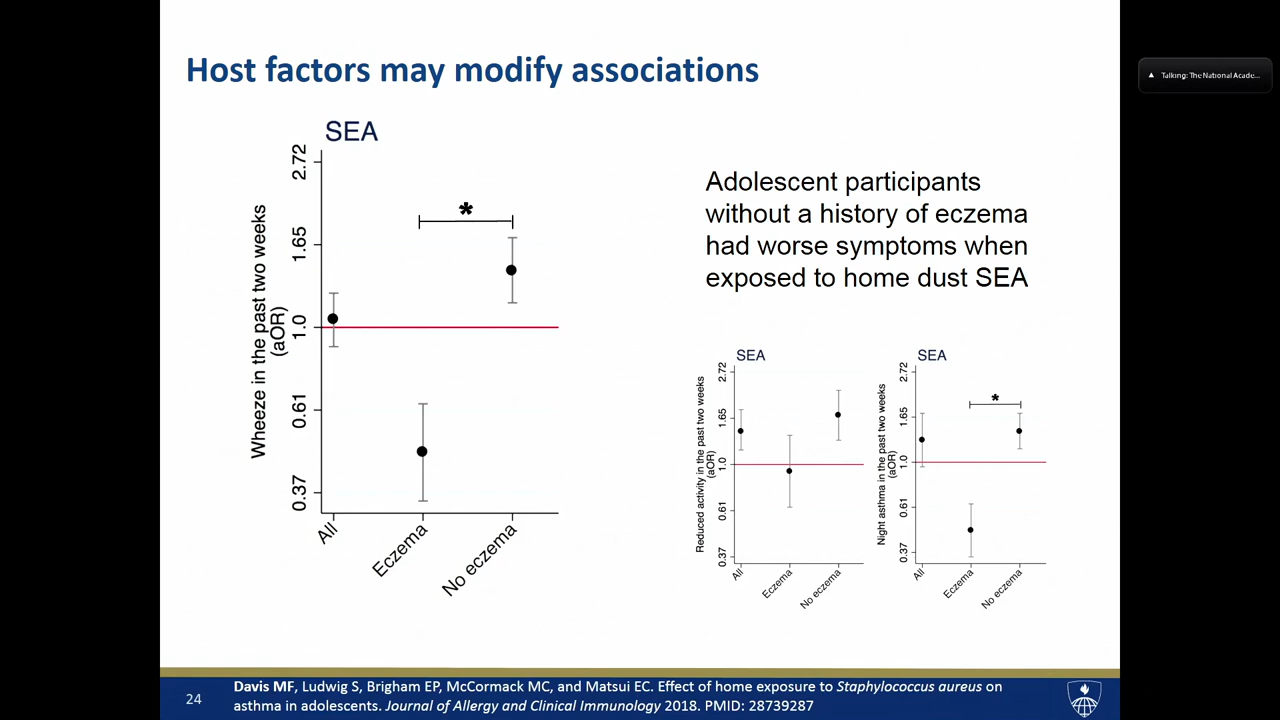 Host factors may modify associations
Talking: The National Acade...
SEA
2.72
1.65
1.0
0.61
0.37
Wheeze in the past two weeks
(aOR)
*
All
Eczema
No eczema
Adolescent participants
without a history of eczema
had worse symptoms when
exposed to home dust SEA
SEA
2.72
1.65
1.0
0.61
0.37
Reduced activity in the past two weeks
(aOR)
All
Eczema
No eczema
SEA
2.72
1.65
1.0
0.61
0.37
Night asthma in the past two weeks
(aOR)
*
All
Eczema
No eczema
24
Davis MF, Ludwig S, Brigham EP, McCormack MC, and Matsui EC. Effect of home exposure to Staphylococcus aureus on
asthma in adolescents. Journal of Allergy and Clinical Immunology 2018. PMID: 28739287